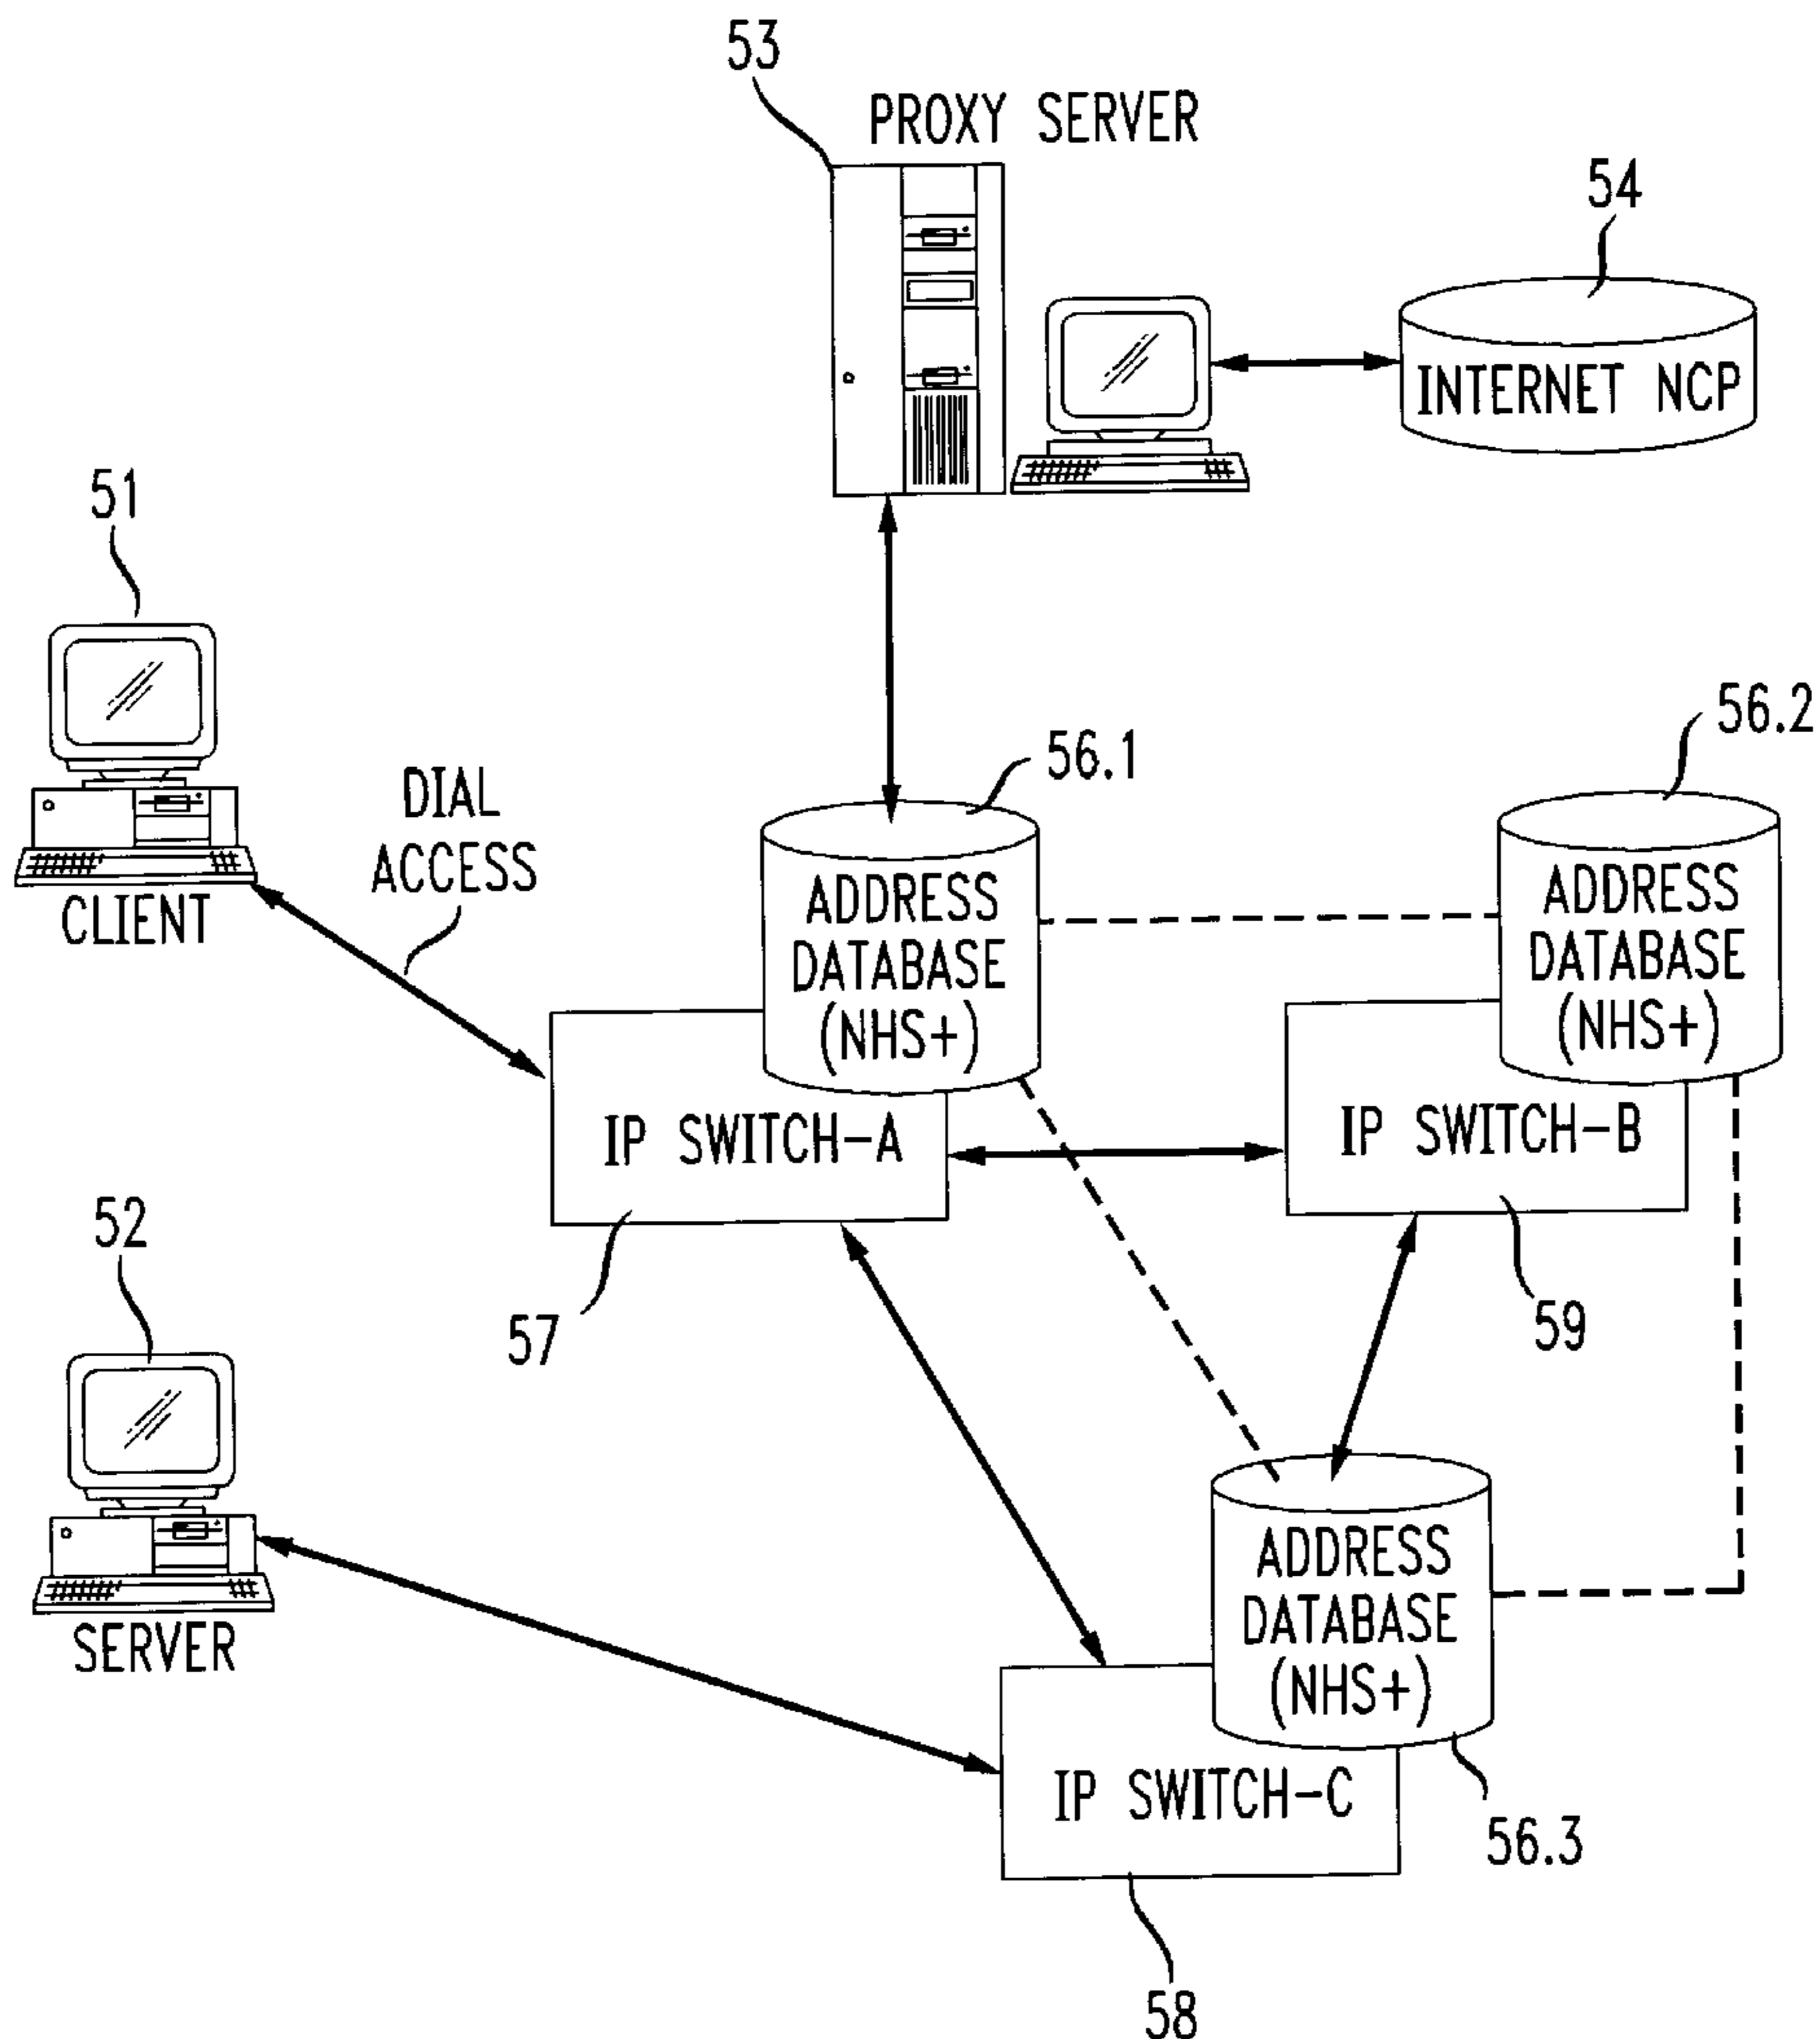 53
PROXY SERVER
54
INTERNET NCP
51
CLIENT
DIAL
ACCESS
56.1
ADDRESS
DATABASE
(NHS+)
IP SWITCH-A
57
56.2
ADDRESS
DATABASE
(NHS+)
IP SWITCH-B
59
52
SERVER
ADDRESS
DATABASE
(NHS+)
IP SWITCH-C
56.3
58